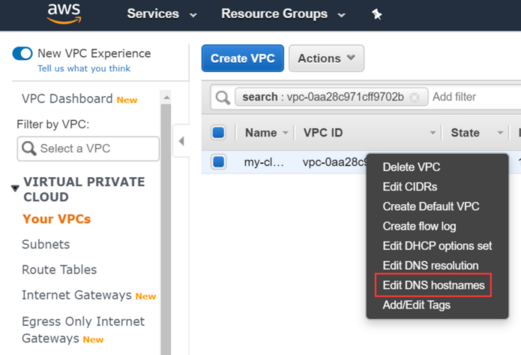 aws
Services
Resource Groups
New VPC Experience
Tell us what you think
VPC Dashboard New
Filter by VPC:
Select a VPC
VIRTUAL PRIVATE
CLOUD
Your VPCs
Subnets
Route Tables
Internet Gateways New
Egress Only Internet
Gateways New
Create VPC
Actions
search : vpc-0aa28c971cff9702b
Add filter
Name
VPC ID
State
my-cl...
vpc-0aa28c9
Delete VPC
Edit CIDRs
Create Default VPC
Create flow log
Edit DHCP options set
Edit DNS resolution
Edit DNS hostnames
Add/Edit Tags